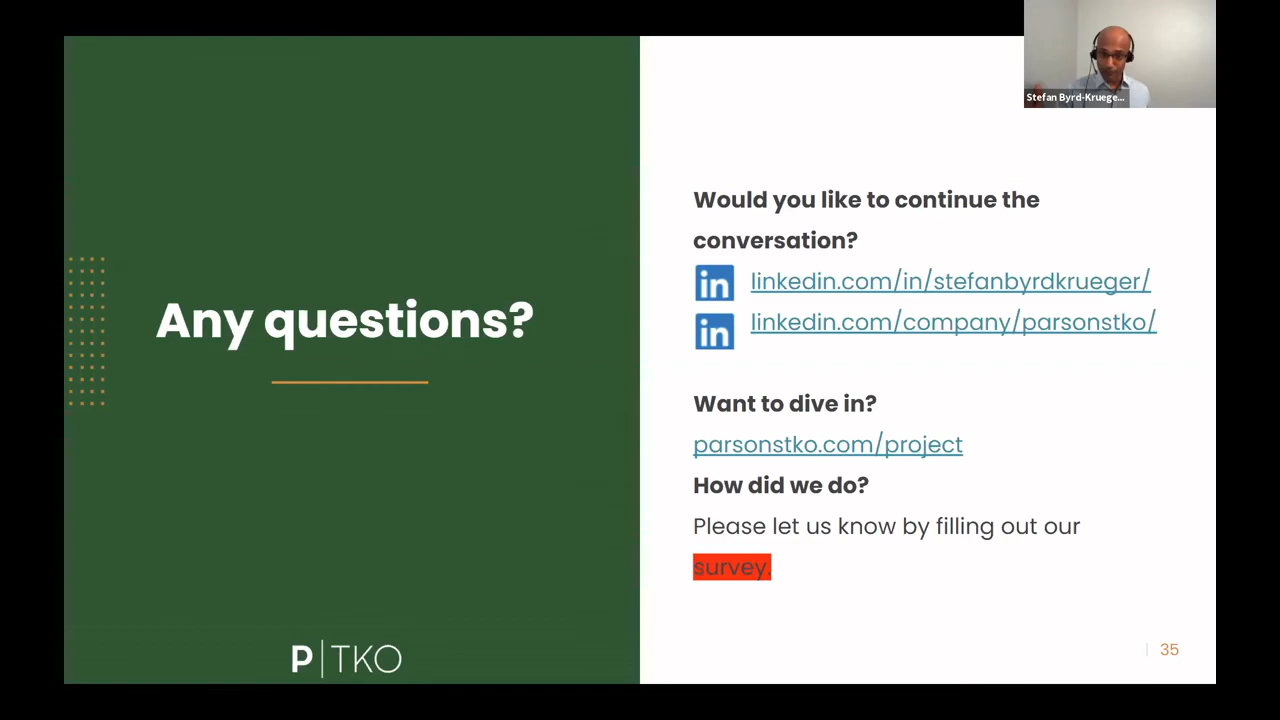 Stefan Byrd-Kruege...
Any questions?
Would you like to continue the
conversation?
in linkedin.com/in/stefanbyrdkrueger/
in linkedin.com/company/parsonstko/
Want to dive in?
parsonstko.com/project
How did we do?
Please let us know by filling out our
survey.
P|TKO
35